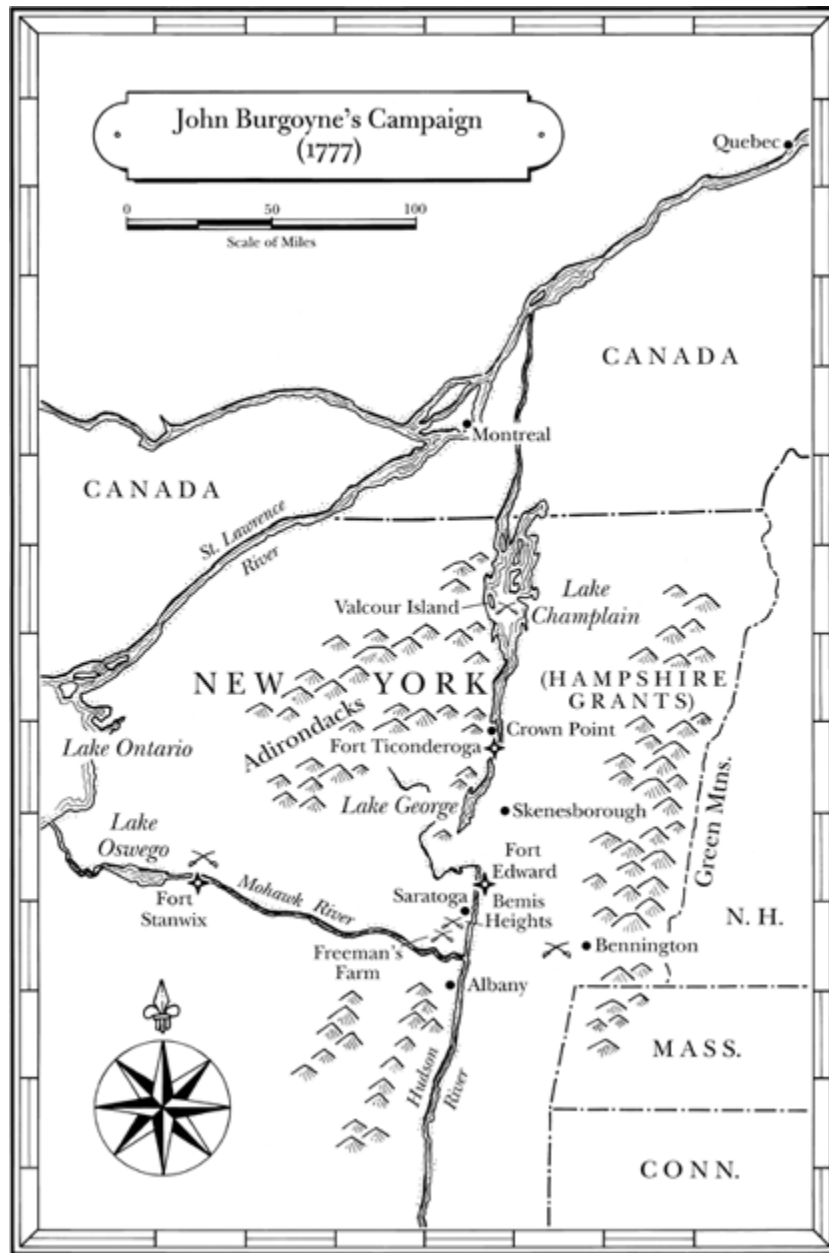 John Burgoyne's Campaign
(1777)
0 50 100
Scale of Miles
Quebec
CANADA
Montreal
CANADA
St. Lawrence
River
Valcour Island
Lake
Champlain
NEW YORK
(HAMPSHIRE
GRANTS)
Adirondacks
Crown Point
Fort Ticonderoga
Lake Ontario
Lake George
Skenesborough
Green Mtns.
Lake
Oswego
Fort
Edward
Fort
Stanwix
Mohawk River
Saratoga
Bemis
Heights
N. H.
Freeman's
Farm
Bennington
Albany
Hudson
River
MASS.
CONN.